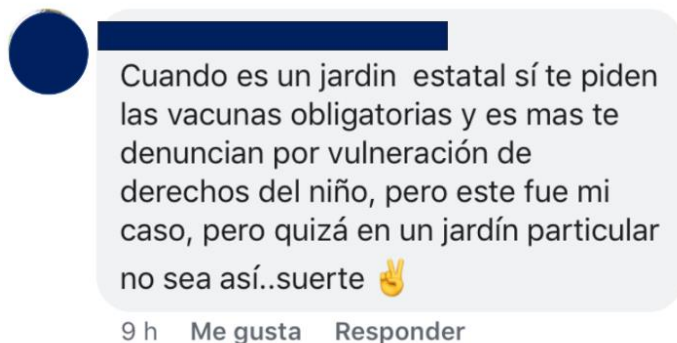 Cuando es un jardin estatal sí te piden
las vacunas obligatorias y es mas te
denuncian por vulneración de
derechos del niño, pero este fue mi
caso, pero quizá en un jardín particular
no sea así..suerte ✌️
9 h Me gusta Responder